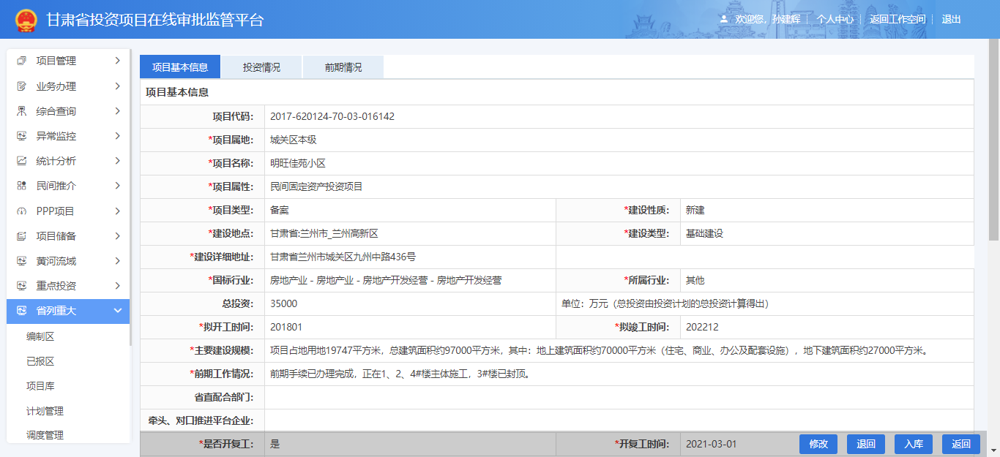 甘肃省投资项目在线审批监管平台
欢迎您, 孙建辉 个人中心 返回工作空间 退出
项目管理
业务办理
综合查询
异常监控
统计分析
民间推介
PPP项目
项目储备
黄河流域
重点投资
省列重大
编制区
已报区
项目库
计划管理
调度管理
项目基本信息 投资情况 前期情况
项目基本信息
项目代码： 2017-620124-70-03-016142
*项目属地： 城关区本级
*项目名称： 明旺佳苑小区
*项目属性： 民间固定资产投资项目
*项目类型： 备案 *建设性质： 新建
*建设地点： 甘肃省:兰州市_兰州高新区 *建设类型： 基础建设
*建设详细地址： 甘肃省兰州市城关区九州中路436号
*国标行业： 房地产业 - 房地产业 - 房地产开发经营 - 房地产开发经营 *所属行业： 其他
总投资： 35000 单位：万元（总投资由投资计划的总投资计算得出）
*拟开工时间： 201801 *拟竣工时间： 202212
*主要建设规模： 项目占地用地19747平方米，总建筑面积约97000平方米，其中：地上建筑面积约70000平方米（住宅、商业、办公及配套设施），地下建筑面积约27000平方米。
*前期工作情况： 前期手续已办理完成，正在1、2、4#楼主体施工，3#楼已封顶。
省直配合部门：
牵头、对口推进平台企业：
*是否开复工： 是 *开复工时间： 2021-03-01
修改 退回 入库 返回